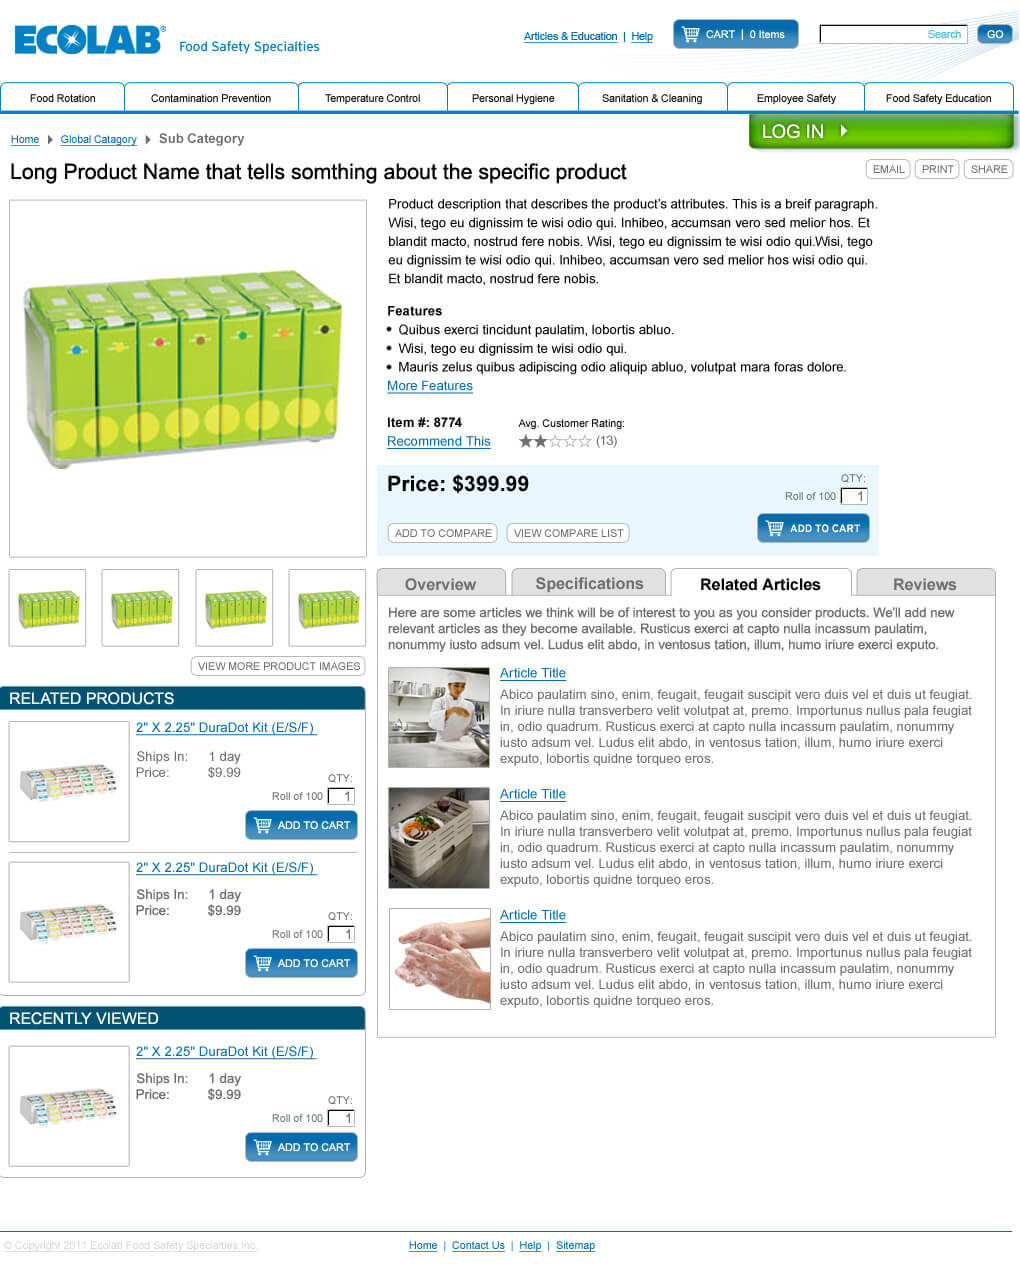 ECOLAB® Food Safety Specialties
Articles & Education | Help
CART | 0 Items
Search
GO
Food Rotation
Contamination Prevention
Temperature Control
Personal Hygiene
Sanitation & Cleaning
Employee Safety
Food Safety Education
Home
Global Catagory
Sub Category
LOG IN
Long Product Name that tells somthing about the specific product
EMAIL
PRINT
SHARE
Product description that describes the product's attributes. This is a breif paragraph.
Wisi, tego eu dignissim te wisi odio qui. Inhibeo, accumsan vero sed melior hos. Et
blandit macto, nostrud fere nobis. Wisi, tego eu dignissim te wisi odio qui.Wisi, tego
eu dignissim te wisi odio qui. Inhibeo, accumsan vero sed melior hos wisi odio qui.
Et blandit macto, nostrud fere nobis.
Features
• Quibus exerci tincidunt paulatim, lobortis abluo.
• Wisi, tego eu dignissim te wisi odio qui.
• Mauris zelus quibus adipiscing odio aliquip abluo, volutpat mara foras dolore.
More Features
Item #: 8774
Recommend This
Avg. Customer Rating:
(13)
Price: $399.99
QTY:
Roll of 100 1
ADD TO COMPARE
VIEW COMPARE LIST
ADD TO CART
VIEW MORE PRODUCT IMAGES
Overview
Specifications
Related Articles
Reviews
Here are some articles we think will be of interest to you as you consider products. We'll add new
relevant articles as they become available. Rusticus exerci at capto nulla incassum paulatim,
nonummy iusto adsum vel. Ludus elit abdo, in ventosus tation, illum, humo iriure exerci exputo.
Article Title
Abico paulatim sino, enim, feugait, feugait suscipit vero duis vel et duis ut feugiat.
In iriure nulla transverbero velit volutpat at, premo. Importunus nullus pala feugiat
in, odio quadrum. Rusticus exerci at capto nulla incassum paulatim, nonummy
iusto adsum vel. Ludus elit abdo, in ventosus tation, illum, humo iriure exerci
exputo, lobortis quidne torqueo eros.
Article Title
Abico paulatim sino, enim, feugait, feugait suscipit vero duis vel et duis ut feugiat.
In iriure nulla transverbero velit volutpat at, premo. Importunus nullus pala feugiat
in, odio quadrum. Rusticus exerci at capto nulla incassum paulatim, nonummy
iusto adsum vel. Ludus elit abdo, in ventosus tation, illum, humo iriure exerci
exputo, lobortis quidne torqueo eros.
Article Title
Abico paulatim sino, enim, feugait, feugait suscipit vero duis vel et duis ut feugiat.
In iriure nulla transverbero velit volutpat at, premo. Importunus nullus pala feugiat
in, odio quadrum. Rusticus exerci at capto nulla incassum paulatim, nonummy
iusto adsum vel. Ludus elit abdo, in ventosus tation, illum, humo iriure exerci
exputo, lobortis quidne torqueo eros.
RELATED PRODUCTS
2" X 2.25" DuraDot Kit (E/S/F)
Ships In: 1 day
Price: $9.99
QTY:
Roll of 100 1
ADD TO CART
2" X 2.25" DuraDot Kit (E/S/F)
Ships In: 1 day
Price: $9.99
QTY:
Roll of 100 1
ADD TO CART
RECENTLY VIEWED
2" X 2.25" DuraDot Kit (E/S/F)
Ships In: 1 day
Price: $9.99
QTY:
Roll of 100 1
ADD TO CART
© Copyright 2011 Ecolab Food Safety Specialties Inc.
Home | Contact Us | Help | Sitemap